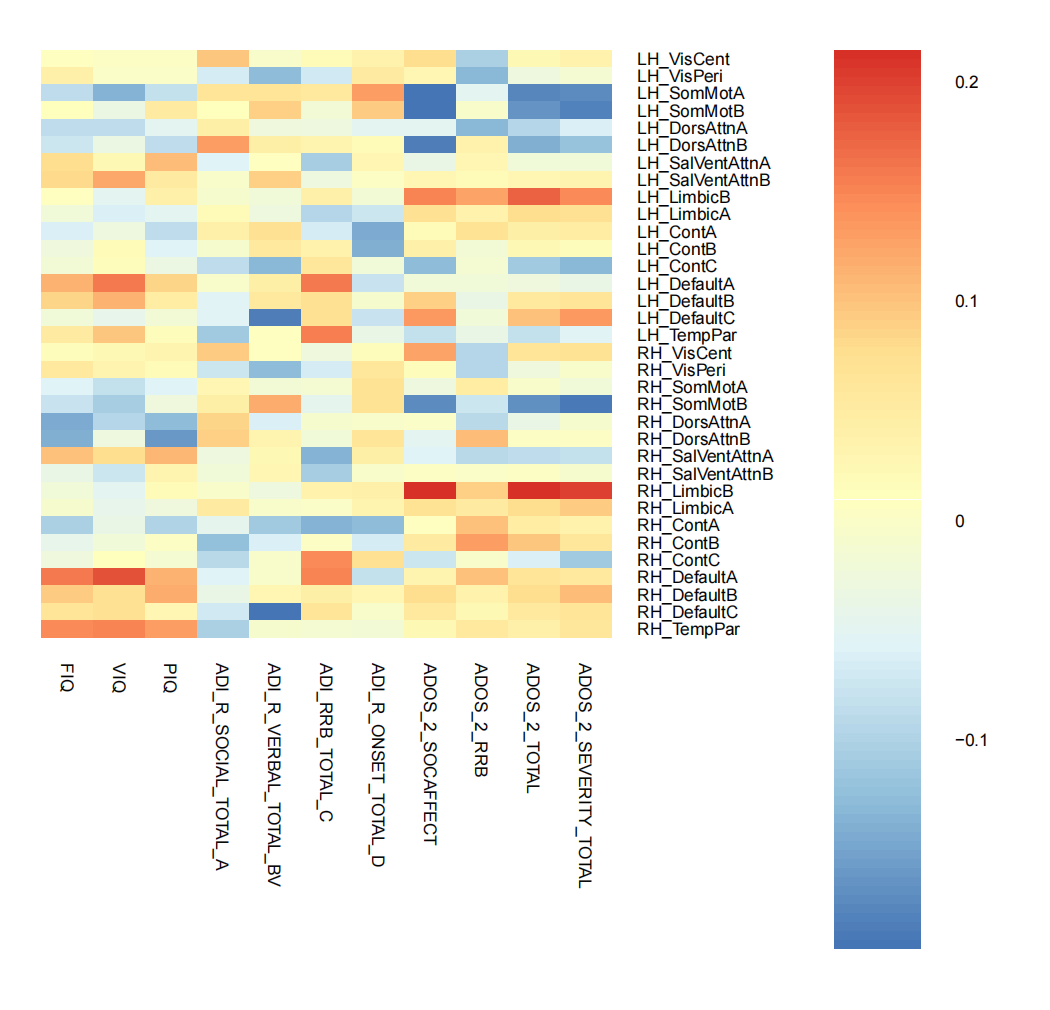 LH_VisCent
LH_VisPeri
LH_SomMotA
LH_SomMotB
LH_DorsAttnA
LH_DorsAttnB
LH_SalVentAttnA
LH_SalVentAttnB
LH_LimbicB
LH_LimbicA
LH_ContA
LH_ContB
LH_ContC
LH_DefaultA
LH_DefaultB
LH_DefaultC
LH_TempPar
RH_VisCent
RH_VisPeri
RH_SomMotA
RH_SomMotB
RH_DorsAttnA
RH_DorsAttnB
RH_SalVentAttnA
RH_SalVentAttnB
RH_LimbicB
RH_LimbicA
RH_ContA
RH_ContB
RH_ContC
RH_DefaultA
RH_DefaultB
RH_DefaultC
RH_TempPar
FIQ
VIQ
PIQ
ADI_R_SOCIAL_TOTAL_A
ADI_R_VERBAL_TOTAL_BV
ADI_RRB_TOTAL_C
ADI_R_ONSET_TOTAL_D
ADOS_2_SOCAFFECT
ADOS_2_RRB
ADOS_2_TOTAL
ADOS_2_SEVERITY_TOTAL
0.2
0.1
0
−0.1